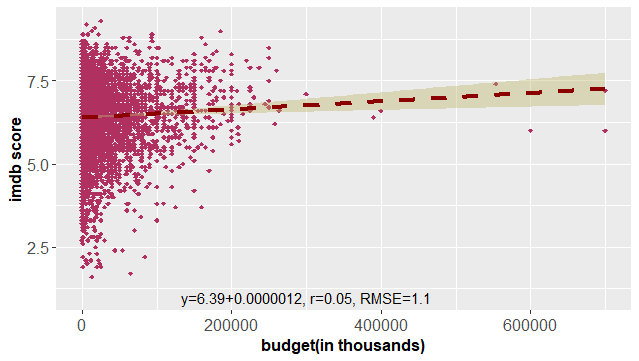 imdb score
7.5
5.0
2.5
y=6.39+0.0000012, r=0.05, RMSE=1.1
0 200000 400000 600000
budget(in thousands)